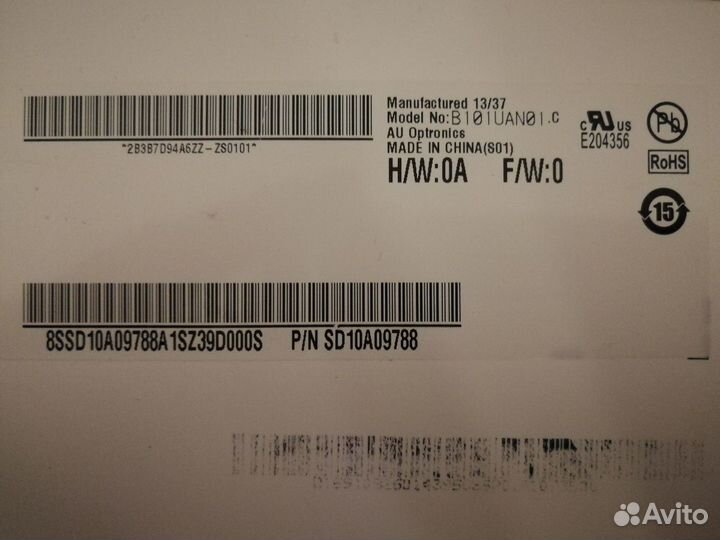 Manufactured 13/37
Model No:B101UAN01.C
AU Optronics
MADE IN CHINA(S01)
H/W:0A F/W:0
*2B3B7D94A6ZZ-ZS0101*
c RU US
E204356
Pb
RoHS
15
8SSD10A09788A1SZ39D000S P/N SD10A09788
Avito